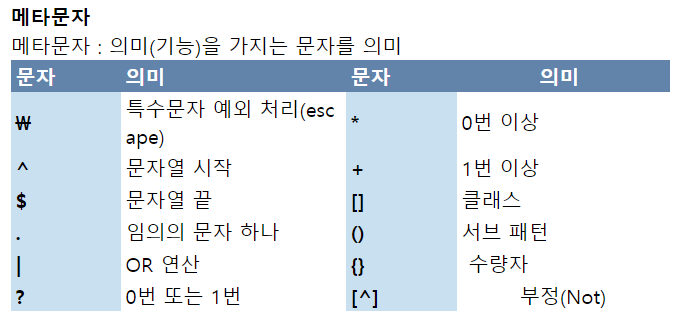 메타문자
메타문자 : 의미(기능)을 가지는 문자를 의미
문자 의미 문자 의미
₩ 특수문자 예외 처리(esc
ape) * 0번 이상
^ 문자열 시작 + 1번 이상
$ 문자열 끝 [] 클래스
. 임의의 문자 하나 () 서브 패턴
| OR 연산 {} 수량자
? 0번 또는 1번 [^] 부정(Not)